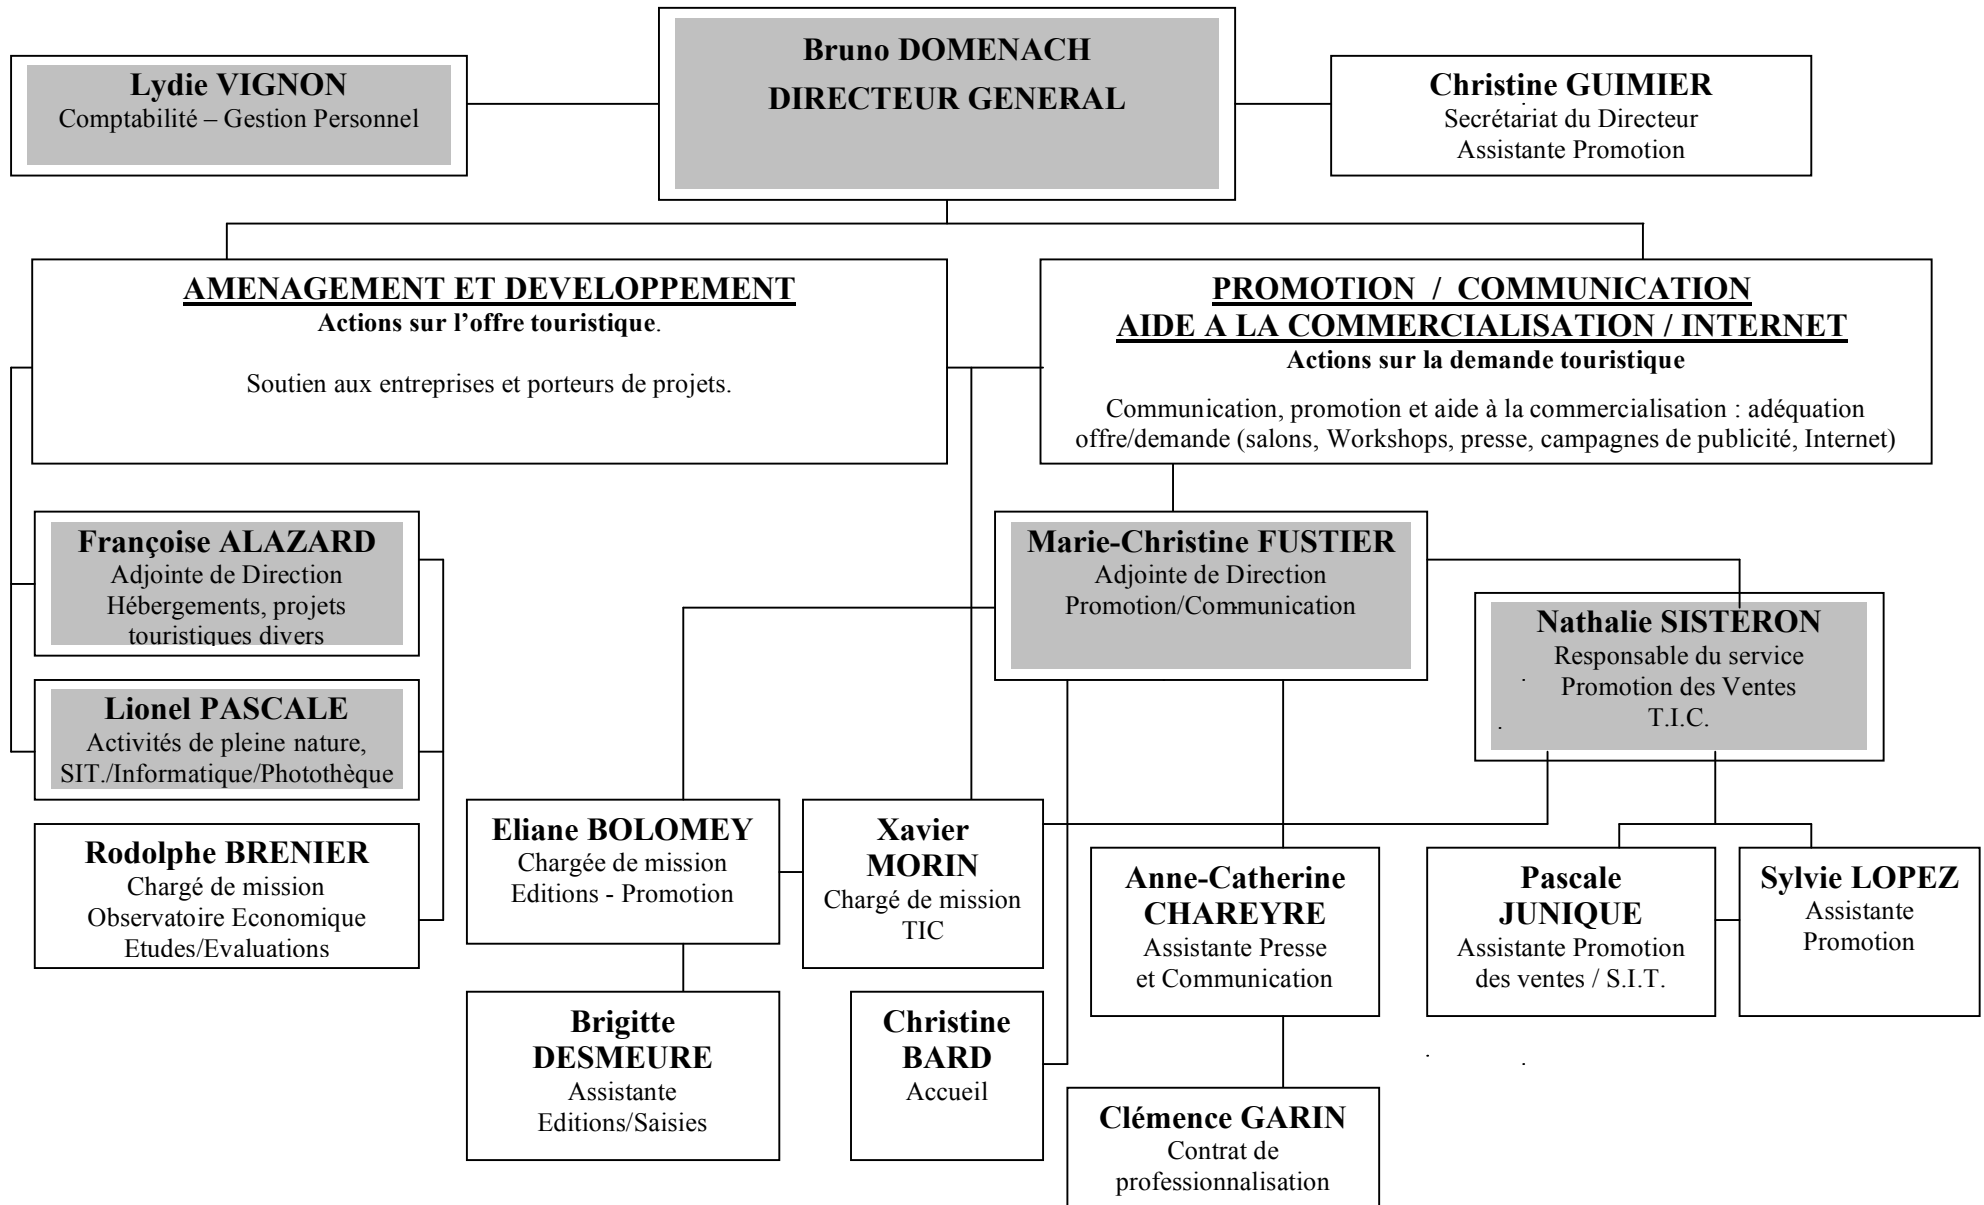 Bruno DOMENACH
DIRECTEUR GENERAL
Lydie VIGNON
Comptabilité – Gestion Personnel
Christine GUIMIER
Secrétariat du Directeur
Assistante Promotion
AMENAGEMENT ET DEVELOPPEMENT
Actions sur l’offre touristique.
Soutien aux entreprises et porteurs de projets.
PROMOTION / COMMUNICATION
AIDE A LA COMMERCIALISATION / INTERNET
Actions sur la demande touristique
Communication, promotion et aide à la commercialisation : adéquation
offre/demande (salons, Workshops, presse, campagnes de publicité, Internet)
Françoise ALAZARD
Adjointe de Direction
Hébergements, projets
touristiques divers
Lionel PASCALE
Activités de pleine nature,
SIT./Informatique/Photothèque
Rodolphe BRENIER
Chargé de mission
Observatoire Economique
Etudes/Evaluations
Marie-Christine FUSTIER
Adjointe de Direction
Promotion/Communication
Nathalie SISTERON
Responsable du service
Promotion des Ventes
T.I.C.
Eliane BOLOMEY
Chargée de mission
Editions - Promotion
Xavier
MORIN
Chargé de mission
TIC
Anne-Catherine
CHAREYRE
Assistante Presse
et Communication
Pascale
JUNIQUE
Assistante Promotion
des ventes / S.I.T.
Sylvie LOPEZ
Assistante
Promotion
Brigitte
DESMEURE
Assistante
Editions/Saisies
Christine
BARD
Accueil
Clémence GARIN
Contrat de
professionnalisation